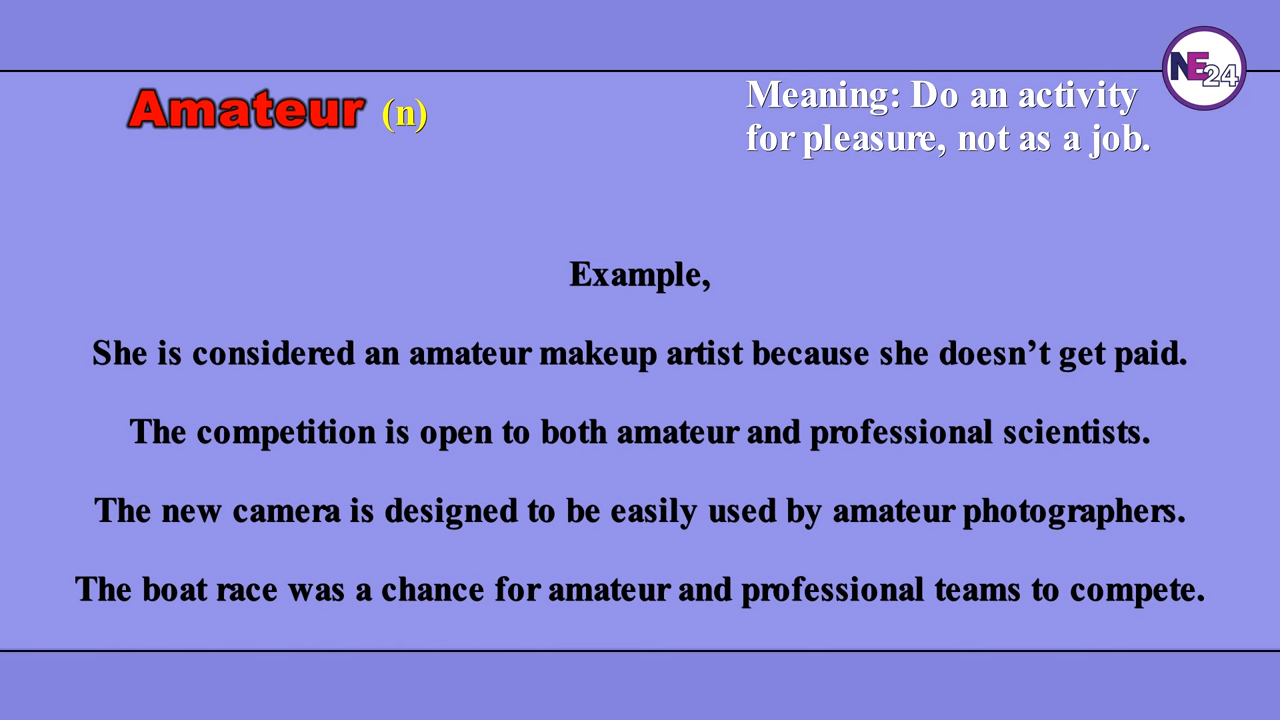 NE24
Amateur (n)
Meaning: Do an activity
for pleasure, not as a job.
Example,
She is considered an amateur makeup artist because she doesn’t get paid.
The competition is open to both amateur and professional scientists.
The new camera is designed to be easily used by amateur photographers.
The boat race was a chance for amateur and professional teams to compete.